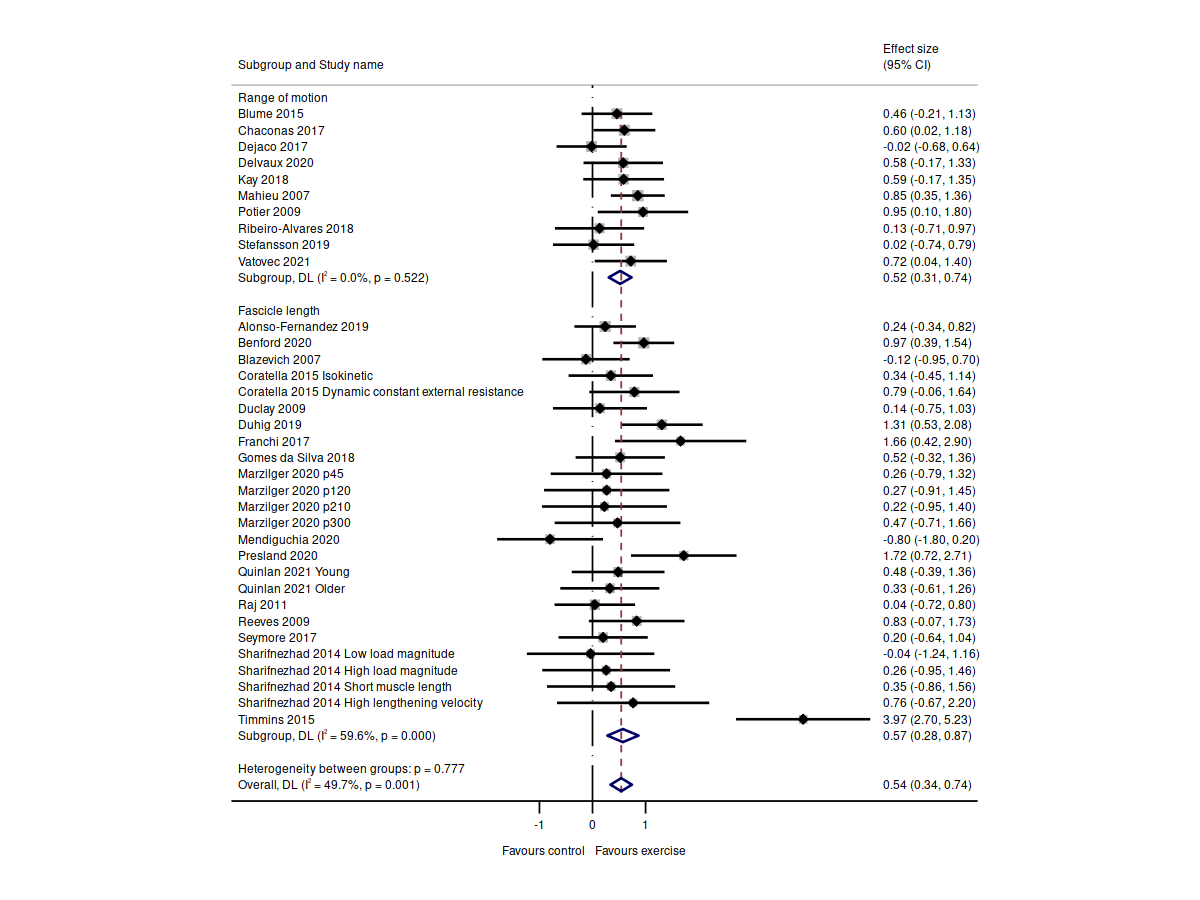 Effect size
Subgroup and Study name (95% CI)
Range of motion
Blume 2015 0.46 (-0.21, 1.13)
Chaconas 2017 0.60 (0.02, 1.18)
Dejaco 2017 -0.02 (-0.68, 0.64)
Delvaux 2020 0.58 (-0.17, 1.33)
Kay 2018 0.59 (-0.17, 1.35)
Mahieu 2007 0.85 (0.35, 1.36)
Potier 2009 0.95 (0.10, 1.80)
Ribeiro-Alvares 2018 0.13 (-0.71, 0.97)
Stefansson 2019 0.02 (-0.74, 0.79)
Vatovec 2021 0.72 (0.04, 1.40)
Subgroup, DL (I² = 0.0%, p = 0.522) 0.52 (0.31, 0.74)
Fascicle length
Alonso-Fernandez 2019 0.24 (-0.34, 0.82)
Benford 2020 0.97 (0.39, 1.54)
Blazevich 2007 -0.12 (-0.95, 0.70)
Coratella 2015 Isokinetic 0.34 (-0.45, 1.14)
Coratella 2015 Dynamic constant external resistance 0.79 (-0.06, 1.64)
Duclay 2009 0.14 (-0.75, 1.03)
Duhig 2019 1.31 (0.53, 2.08)
Franchi 2017 1.66 (0.42, 2.90)
Gomes da Silva 2018 0.52 (-0.32, 1.36)
Marzilger 2020 p45 0.26 (-0.79, 1.32)
Marzilger 2020 p120 0.27 (-0.91, 1.45)
Marzilger 2020 p210 0.22 (-0.95, 1.40)
Marzilger 2020 p300 0.47 (-0.71, 1.66)
Mendiguchia 2020 -0.80 (-1.80, 0.20)
Presland 2020 1.72 (0.72, 2.71)
Quinlan 2021 Young 0.48 (-0.39, 1.36)
Quinlan 2021 Older 0.33 (-0.61, 1.26)
Raj 2011 0.04 (-0.72, 0.80)
Reeves 2009 0.83 (-0.07, 1.73)
Seymore 2017 0.20 (-0.64, 1.04)
Sharifnezhad 2014 Low load magnitude -0.04 (-1.24, 1.16)
Sharifnezhad 2014 High load magnitude 0.26 (-0.95, 1.46)
Sharifnezhad 2014 Short muscle length 0.35 (-0.86, 1.56)
Sharifnezhad 2014 High lengthening velocity 0.76 (-0.67, 2.20)
Timmins 2015 3.97 (2.70, 5.23)
Subgroup, DL (I² = 59.6%, p = 0.000) 0.57 (0.28, 0.87)
Heterogeneity between groups: p = 0.777
Overall, DL (I² = 49.7%, p = 0.001) 0.54 (0.34, 0.74)
-1 0 1
Favours control Favours exercise